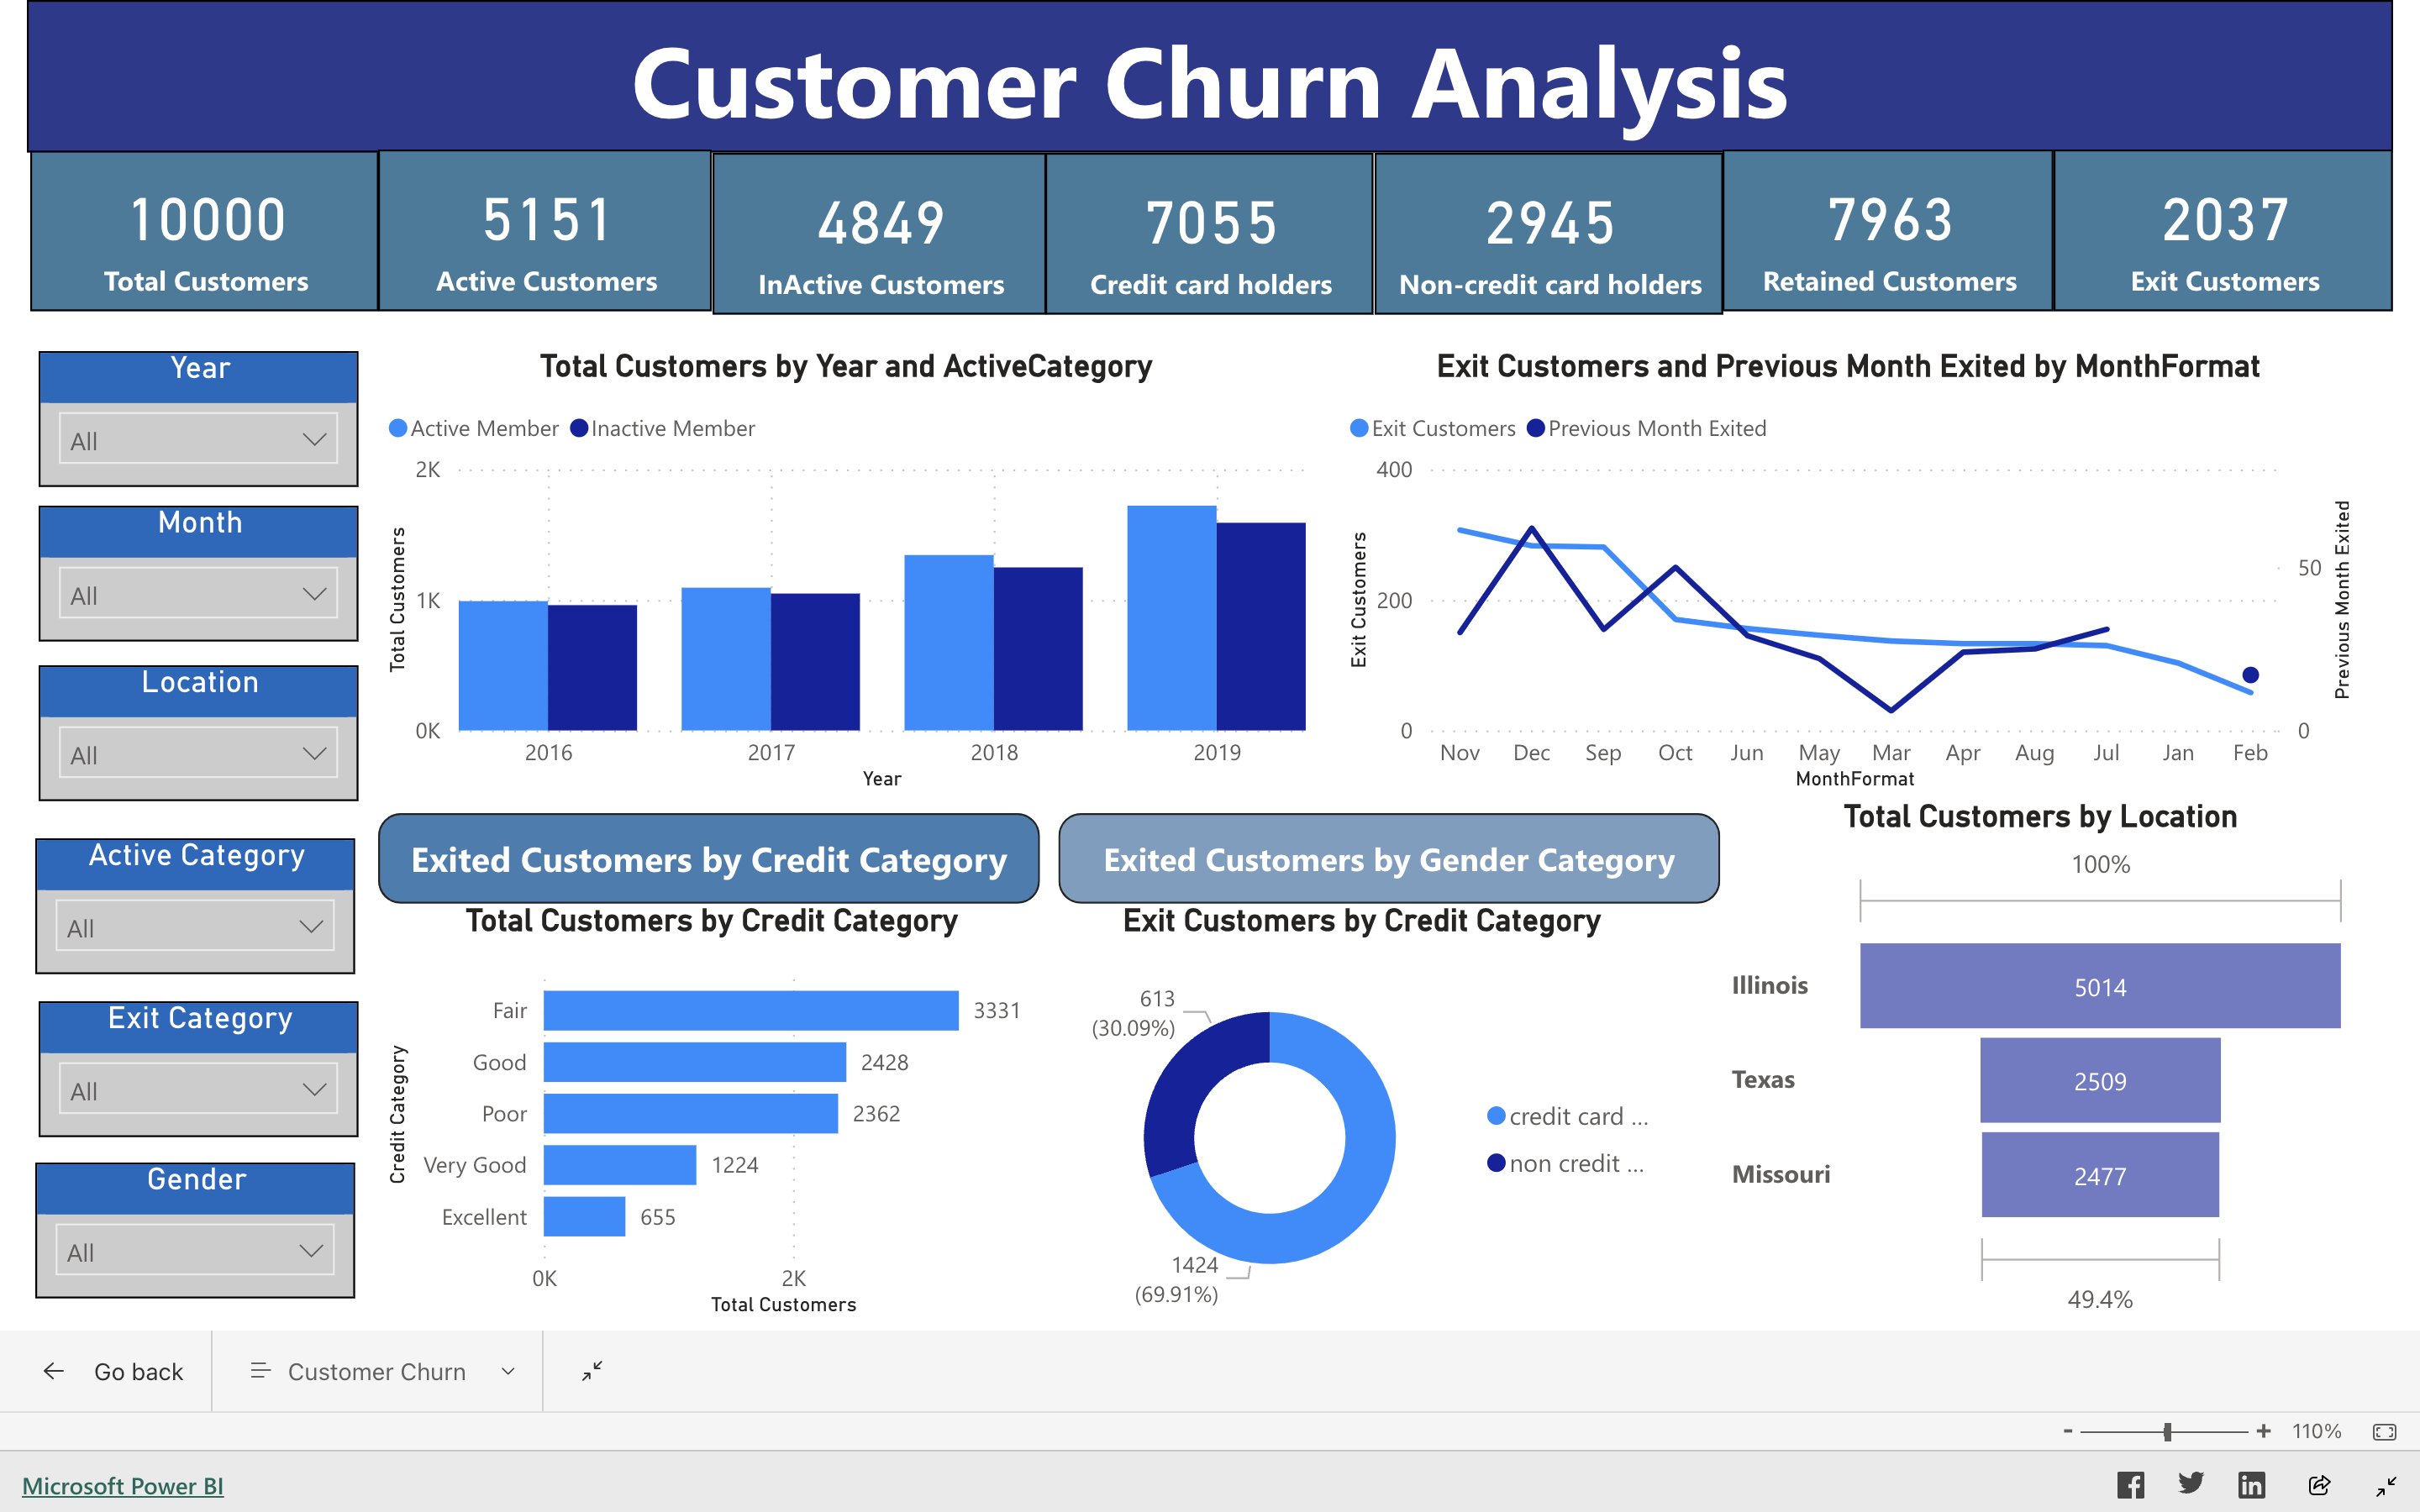 Customer Churn Analysis
10000
Total Customers
5151
Active Customers
4849
InActive Customers
7055
Credit card holders
2945
Non-credit card holders
7963
Retained Customers
2037
Exit Customers
Year
All
Month
All
Location
All
Active Category
All
Exit Category
All
Gender
All
Total Customers by Year and ActiveCategory
Active Member Inactive Member
Total Customers
2K
1K
0K
2016 2017 2018 2019
Year
Exit Customers and Previous Month Exited by MonthFormat
Exit Customers Previous Month Exited
Exit Customers
400
200
0
Previous Month Exited
50
0
Nov Dec Sep Oct Jun May Mar Apr Aug Jul Jan Feb
MonthFormat
Exited Customers by Credit Category
Exited Customers by Gender Category
Total Customers by Credit Category
Credit Category
Fair 3331
Good 2428
Poor 2362
Very Good 1224
Excellent 655
0K 2K
Total Customers
Exit Customers by Credit Category
613
(30.09%)
1424
(69.91%)
credit card ...
non credit ...
Total Customers by Location
100%
Illinois 5014
Texas 2509
Missouri 2477
49.4%
Go back
Customer Churn
- + 110%
Microsoft Power BI